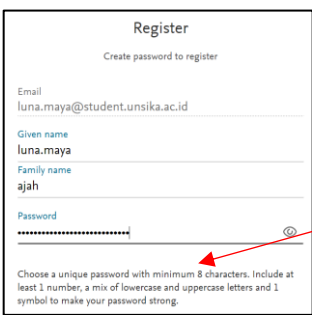 Register
Create password to register
Email
luna.maya@student.unsika.ac.id
Given name
luna.maya
Family name
ajah
Password
Choose a unique password with minimum 8 characters. Include at
least 1 number, a mix of lowercase and uppercase letters and 1
symbol to make your password strong.